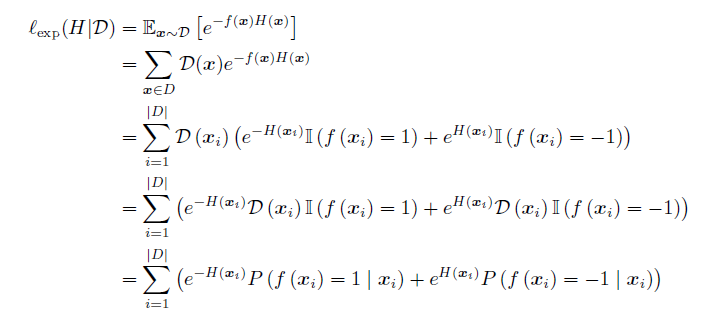 ℓ_exp(H|𝒟) = 𝔼_{𝒙∼𝒟} [e^{−f(𝒙)H(𝒙)}]
= ∑_{𝒙∈D} 𝒟(𝒙)e^{−f(𝒙)H(𝒙)}
= ∑_{i=1}^{|D|} 𝒟 (𝒙_i) (e^{−H(𝒙_i)} 𝕀 (f (𝒙_i) = 1) + e^{H(𝒙_i)} 𝕀 (f (𝒙_i) = −1))
= ∑_{i=1}^{|D|} (e^{−H(𝒙_i)} 𝒟 (𝒙_i) 𝕀 (f (𝒙_i) = 1) + e^{H(𝒙_i)} 𝒟 (𝒙_i) 𝕀 (f (𝒙_i) = −1))
= ∑_{i=1}^{|D|} (e^{−H(𝒙_i)} P (f (𝒙_i) = 1 | 𝒙_i) + e^{H(𝒙_i)} P (f (𝒙_i) = −1 | 𝒙_i))